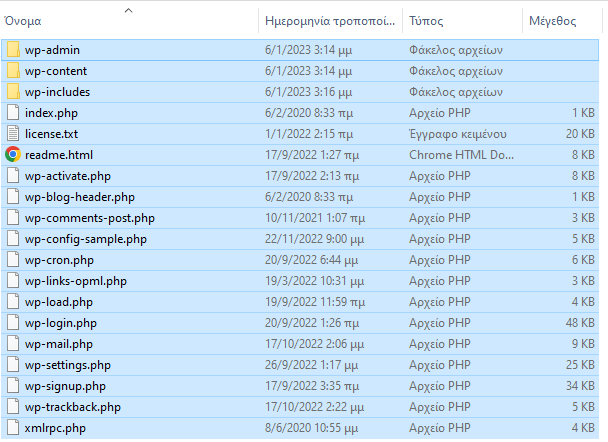 Όνομα Ημερομηνία τροποποί... Τύπος Μέγεθος
wp-admin 6/1/2023 3:14 μμ Φάκελος αρχείων
wp-content 6/1/2023 3:14 μμ Φάκελος αρχείων
wp-includes 6/1/2023 3:16 μμ Φάκελος αρχείων
index.php 6/2/2020 8:33 πμ Αρχείο PHP 1 KB
license.txt 1/1/2022 2:15 πμ Έγγραφο κειμένου 20 KB
readme.html 17/9/2022 1:27 πμ Chrome HTML Do... 8 KB
wp-activate.php 17/9/2022 2:13 πμ Αρχείο PHP 8 KB
wp-blog-header.php 6/2/2020 8:33 πμ Αρχείο PHP 1 KB
wp-comments-post.php 10/11/2021 1:07 πμ Αρχείο PHP 3 KB
wp-config-sample.php 22/11/2022 9:00 μμ Αρχείο PHP 5 KB
wp-cron.php 20/9/2022 6:44 μμ Αρχείο PHP 6 KB
wp-links-opml.php 19/3/2022 10:31 μμ Αρχείο PHP 3 KB
wp-load.php 19/9/2022 11:59 πμ Αρχείο PHP 4 KB
wp-login.php 20/9/2022 1:26 πμ Αρχείο PHP 48 KB
wp-mail.php 17/10/2022 2:06 μμ Αρχείο PHP 9 KB
wp-settings.php 26/9/2022 1:17 μμ Αρχείο PHP 25 KB
wp-signup.php 17/9/2022 3:35 πμ Αρχείο PHP 34 KB
wp-trackback.php 17/10/2022 2:22 μμ Αρχείο PHP 5 KB
xmlrpc.php 8/6/2020 10:55 μμ Αρχείο PHP 4 KB